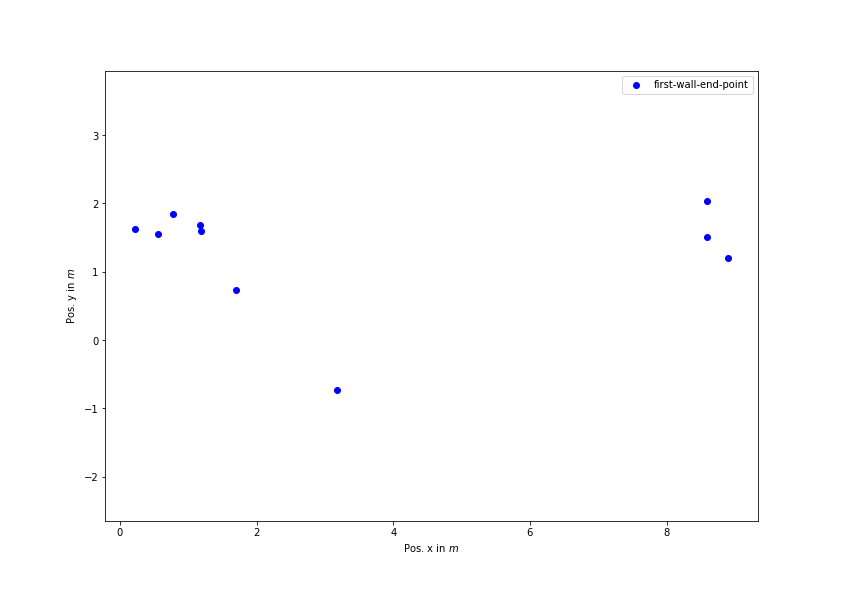 first-wall-end-point
3
2
1
0
−1
−2
Pos. y in m
0 2 4 6 8
Pos. x in m